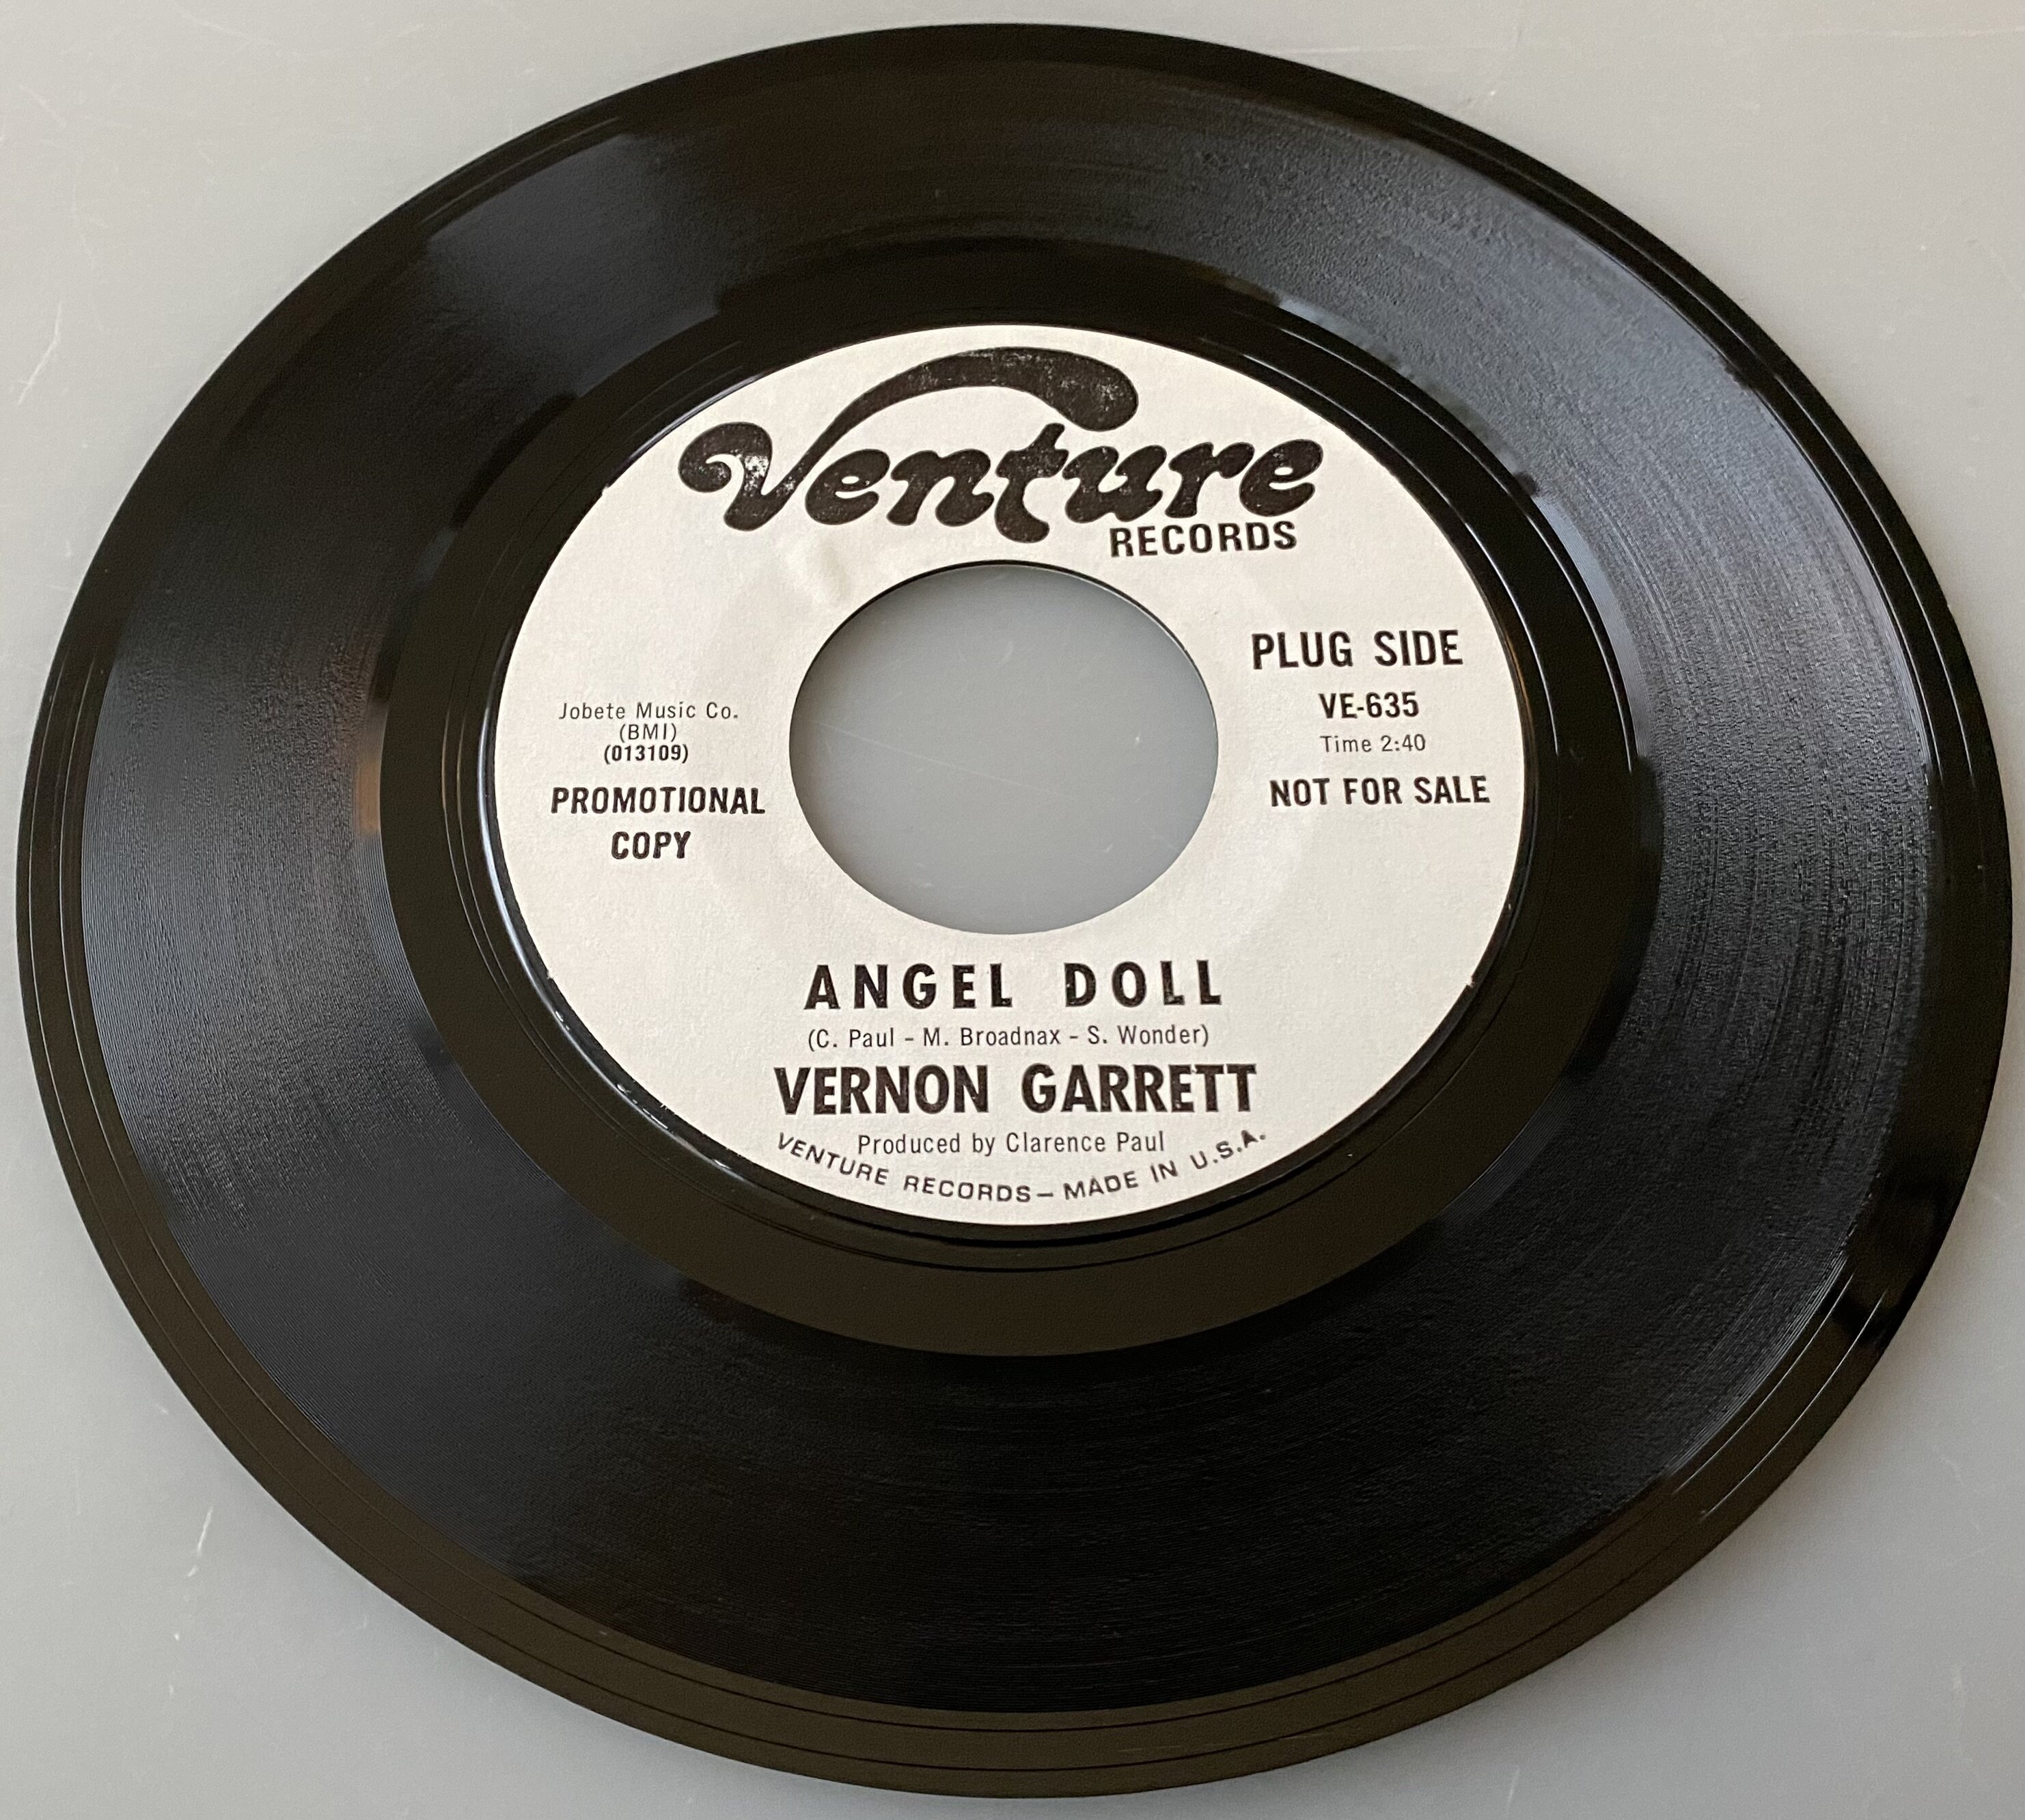 Venture
RECORDS
PLUG SIDE
VE-635
Time 2:40
NOT FOR SALE
Jobete Music Co.
(BMI)
(013109)
PROMOTIONAL
COPY
ANGEL DOLL
(C. Paul - M. Broadnax - S. Wonder)
VERNON GARRETT
Produced by Clarence Paul
VENTURE RECORDS— MADE IN U.S.A.